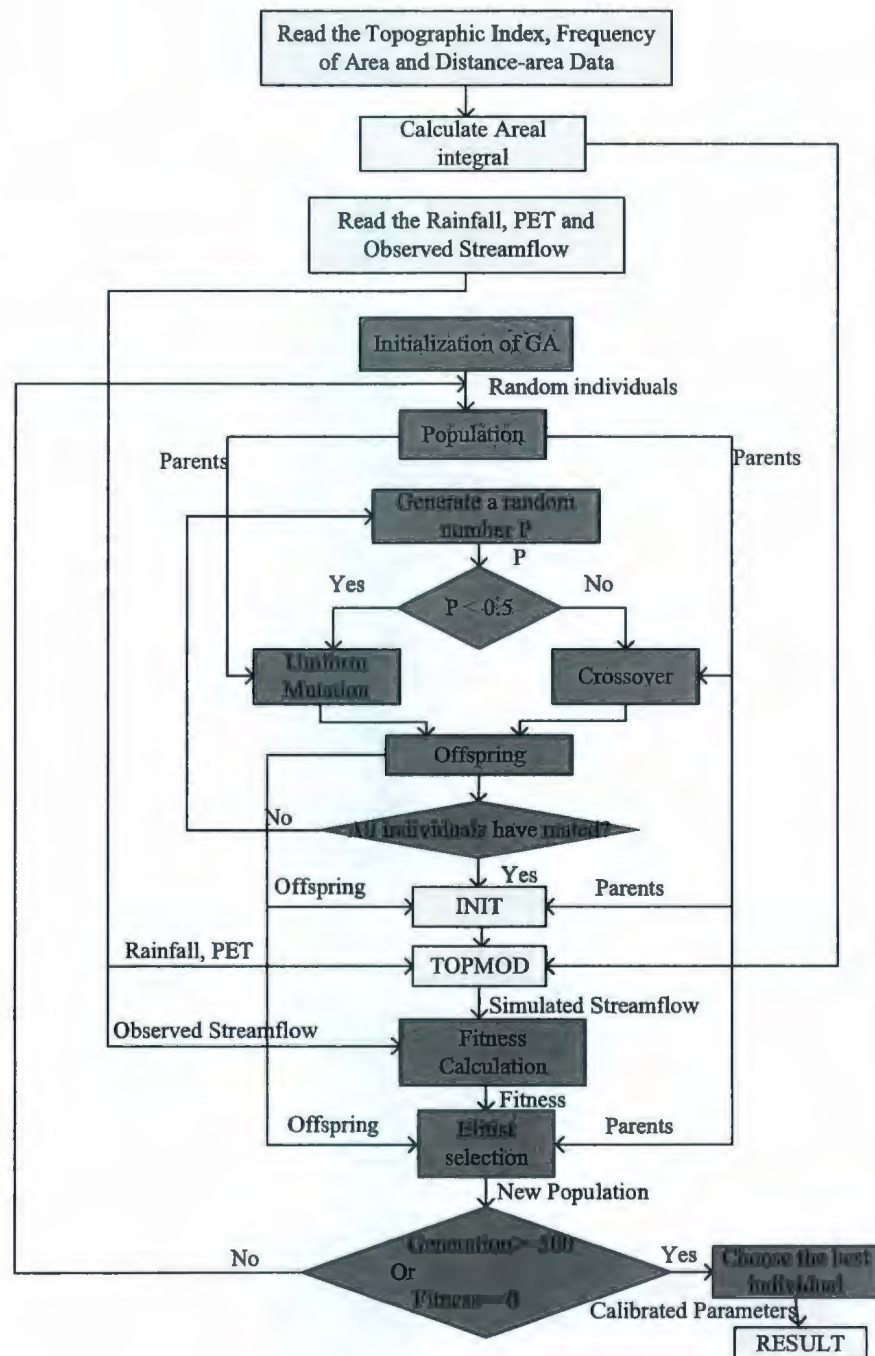 Read the Topographic Index, Frequency
of Area and Distance-area Data
Calculate Areal
integral
Read the Rainfall, PET and
Observed Streamflow
Initialization of GA
Random individuals
Population
Parents
Parents
Generate a random
number P
P
Yes
P < 0.5
No
Uniform
Mutation
Crossover
Offspring
No
All individuals have muted?
Yes
Offspring
Parents
INIT
Rainfall, PET
TOPMOD
Simulated Streamflow
Observed Streamflow
Fitness
Calculation
Fitness
Offspring
Elitist
selection
Parents
New Population
No
Generation> 500
Or
Fitness==0
Yes
Choose the best
individual
Calibrated Parameters
RESULT